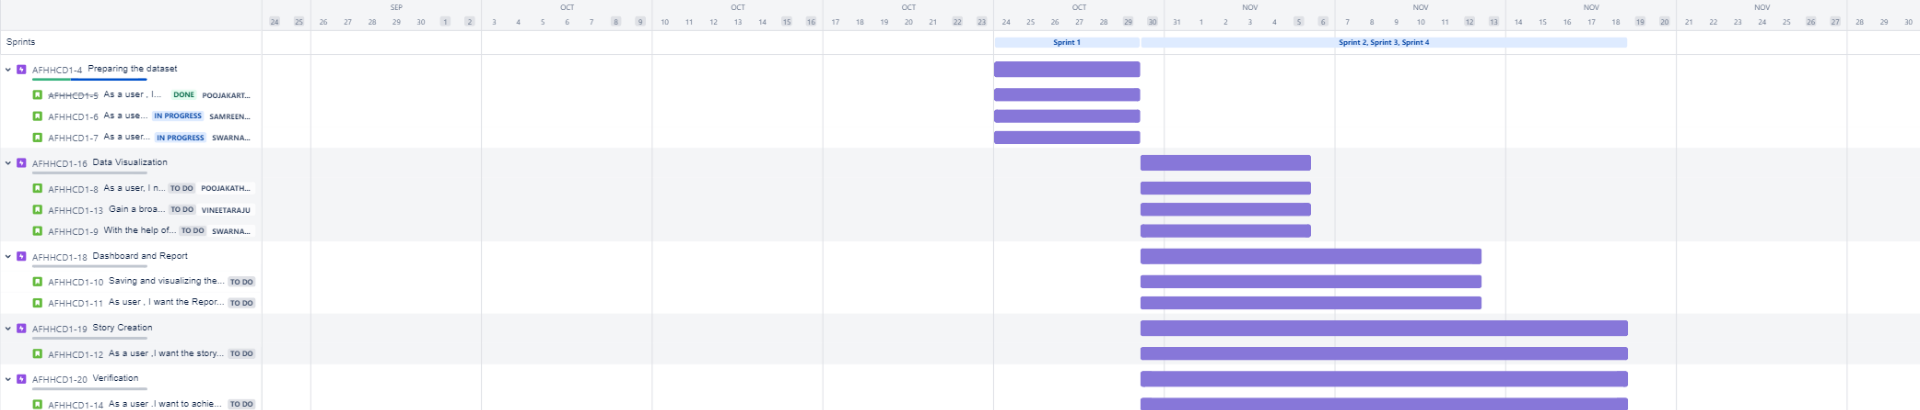 SEP OCT OCT OCT OCT NOV NOV NOV NOV
24 25 26 27 28 29 30 1 2 3 4 5 6 7 8 9 10 11 12 13 14 15 16 17 18 19 20 21 22 23 24 25 26 27 28 29 30 31 1 2 3 4 5 6 7 8 9 10 11 12 13 14 15 16 17 18 19 20 21 22 23 24 25 26 27 28 29 30
Sprints Sprint 1 Sprint 2, Sprint 3, Sprint 4
AFHHCD1-4 Preparing the dataset
AFHHCD1-5 As a user , I... DONE POOJAKART...
AFHHCD1-6 As a use... IN PROGRESS SAMREEN...
AFHHCD1-7 As a user... IN PROGRESS SWARNA...
AFHHCD1-16 Data Visualization
AFHHCD1-8 As a user, I n... TO DO POOJAKATH...
AFHHCD1-13 Gain a broa... TO DO VINEETARAJU
AFHHCD1-9 With the help of... TO DO SWARNA...
AFHHCD1-18 Dashboard and Report
AFHHCD1-10 Saving and visualizing the... TO DO
AFHHCD1-11 As user , I want the Repor... TO DO
AFHHCD1-19 Story Creation
AFHHCD1-12 As a user ,I want the story... TO DO
AFHHCD1-20 Verification
AFHHCD1-14 As a user ,I want to achie... TO DO